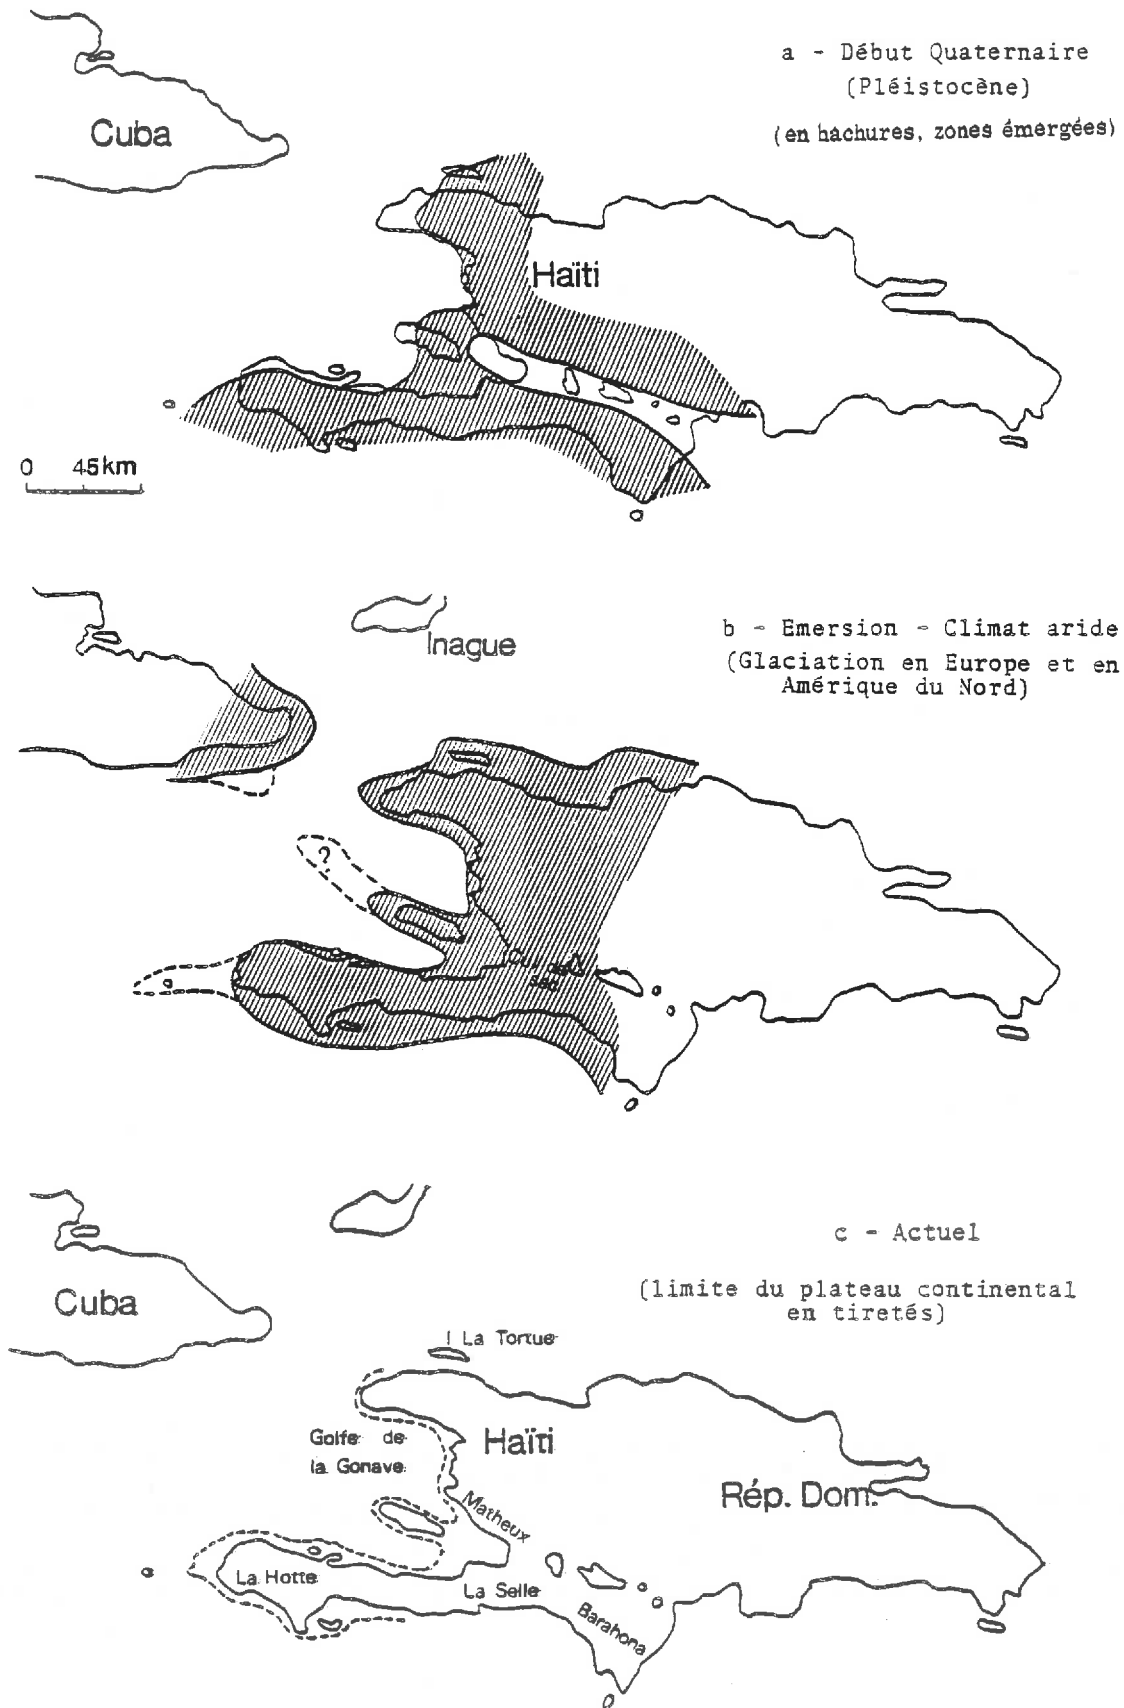 a - Début Quaternaire
(Pléistocène)
(en hachures, zones émergées)
Cuba
Haïti
0 45km
b - Emersion - Climat aride
(Glaciation en Europe et en
Amérique du Nord)
Inague
?
Cul de
sac
c - Actuel
(limite du plateau continental
en tiretés)
Cuba
La Tortue
Golfe de
la Gonave
Haïti
Matheux
Rép. Dom.
La Hotte
La Selle
Barahona